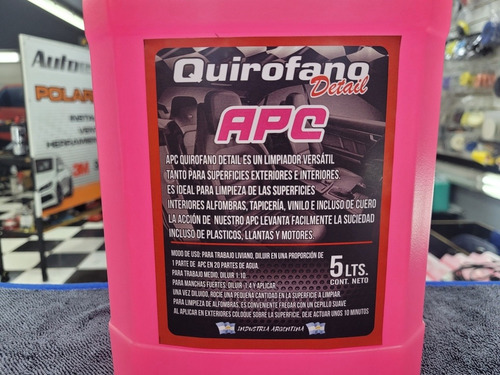 Quirofano
Detail
APC
APC QUIROFANO DETAIL ES UN LIMPIADOR VERSÁTIL
TANTO PARA SUPERFICIES EXTERIORES E INTERIORES.
ES IDEAL PARA LIMPIEZA DE LAS SUPERFICIES
INTERIORES ALFOMBRAS, TAPICERÍA, VINILO E INCLUSO DE CUERO
LA ACCIÓN DE NUESTRO APC LEVANTA FACILMENTE LA SUCIEDAD
INCLUSO DE PLASTICOS, LLANTAS Y MOTORES.
MODO DE USO: PARA TRABAJO LIVIANO, DILUIR EN UNA PROPORCIÓN DE
1 PARTE DE APC EN 20 PARTES DE AGUA.
PARA TRABAJO MEDIO, DILUIR 1:10.
PARA MANCHAS FUERTES, DILUIR 1:4 Y APLICAR
UNA VEZ DILUIDO, ROCIE UNA PEQUEÑA CANTIDAD EN LA SUPERFICIE A LIMPIAR.
PARA LIMPIEZA DE ALFOMBRAS, ES CONVENIENTE FREGAR CON UN CEPILLO SUAVE
AL APLICAR EN EXTERIORES COLOQUE SOBRE LA SUPERFICIE, DEJE ACTUAR UNOS 10 MINUTOS
5 LTS.
CONT. NETO
INDUSTRIA ARGENTINA
POLAR
3M